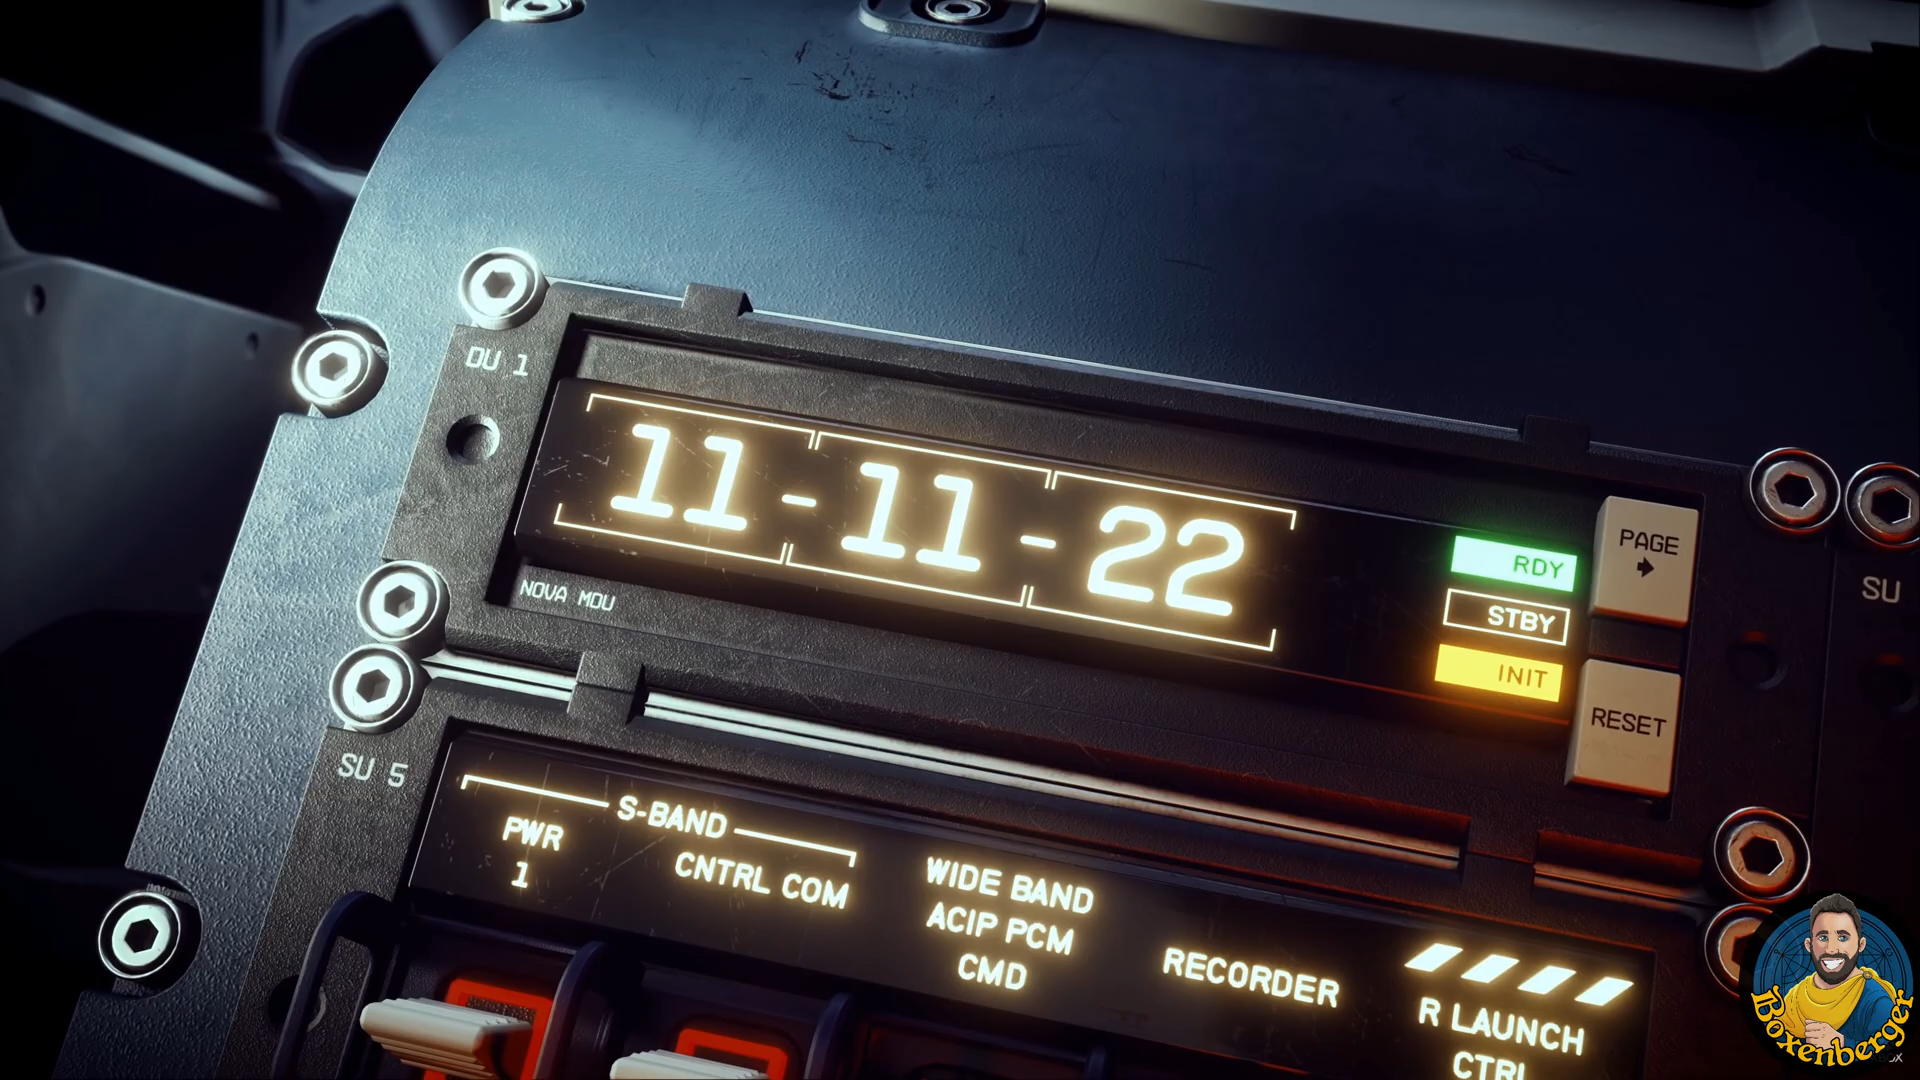 DU 1
11-11-22
NOVA MDU
RDY
STBY
INIT
PAGE
RESET
SU
SU 5
S-BAND
PWR
1
CNTRL COM
WIDE BAND
ACIP PCM
CMD
RECORDER
R LAUNCH
CTRL
Boxenberger